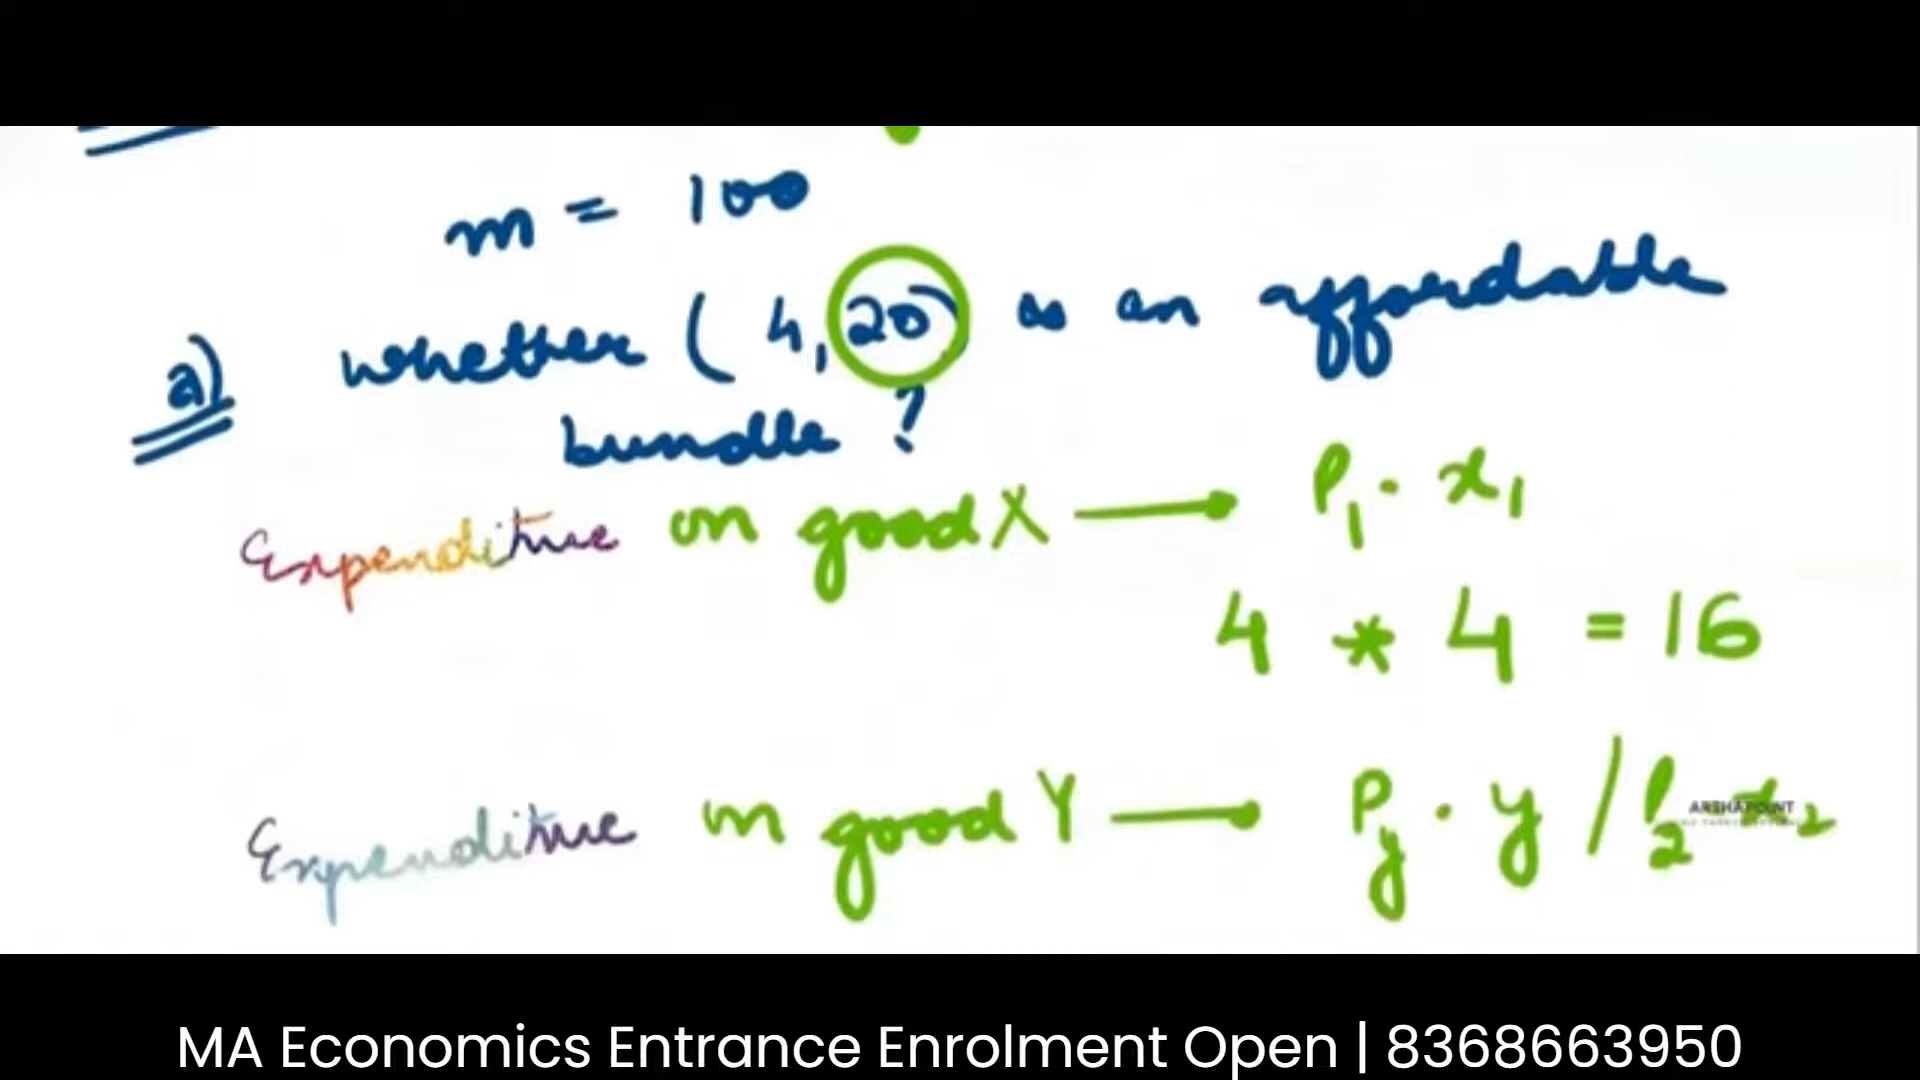 m = 100
a) whether (4,20) is an affordable
bundle?
Expenditure on good X → P₁ . x₁
4 * 4 = 16
Expenditure on good Y → Py . y / P₂ x₂
ARSHAPOINT
MA Economics Entrance Enrolment Open | 8368663950